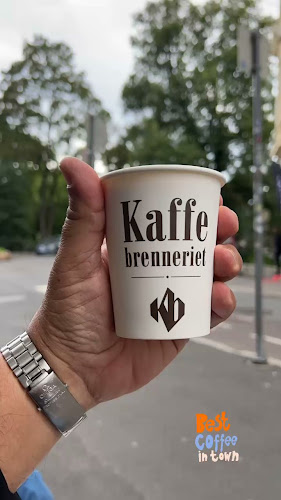 Kaffe
brenneriet
Kb
Best
COFFEE
in town